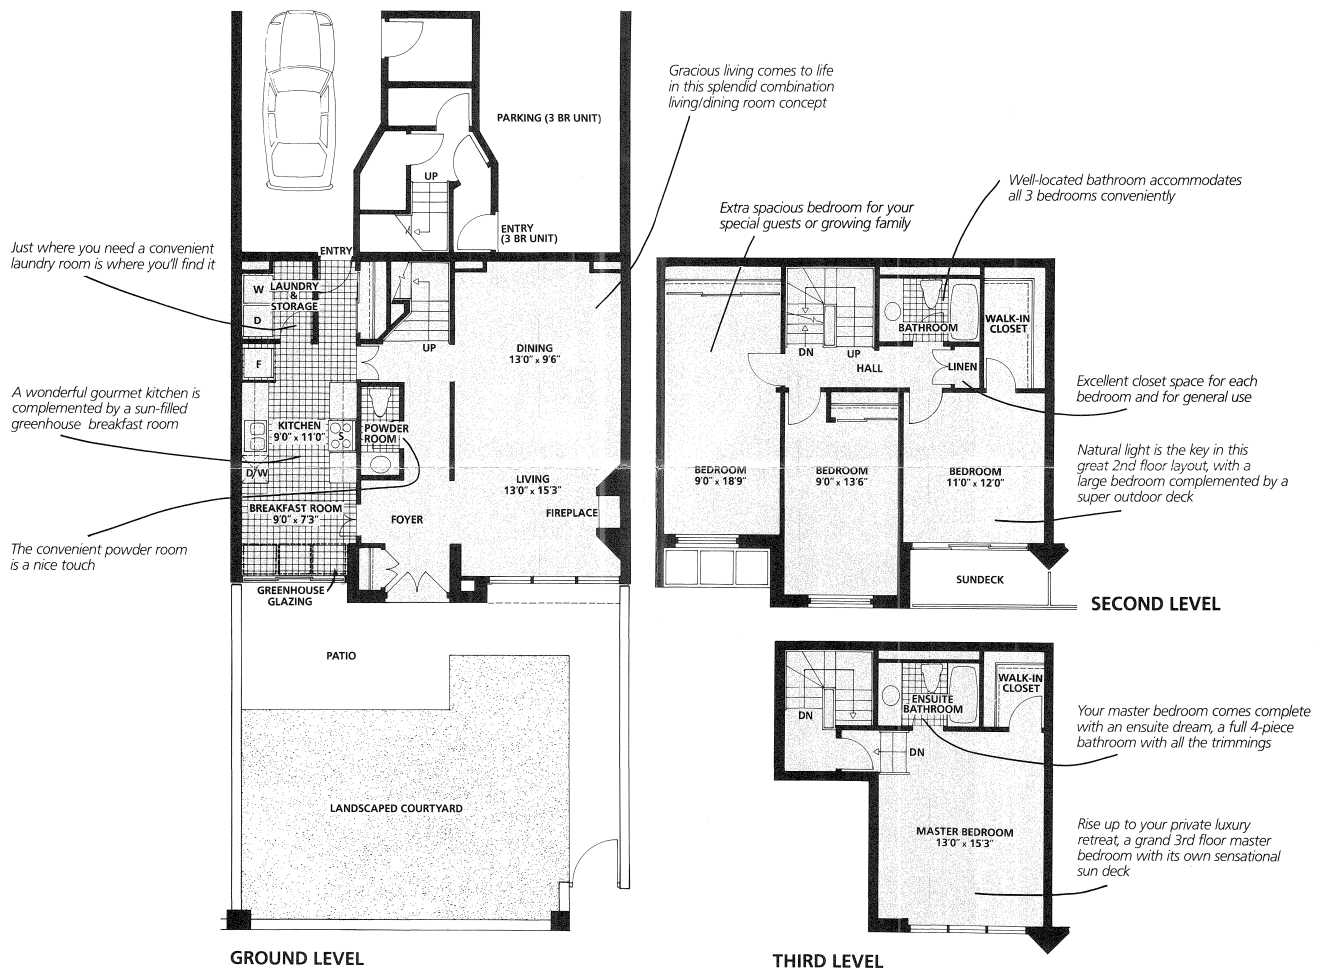 Gracious living comes to life
in this splendid combination
living/dining room concept
PARKING (3 BR UNIT)
UP
ENTRY
(3 BR UNIT)
ENTRY
Just where you need a convenient
laundry room is where you'll find it
W
LAUNDRY
&
STORAGE
D
F
UP
DINING
13'0" x 9'6"
A wonderful gourmet kitchen is
complemented by a sun-filled
greenhouse breakfast room
KITCHEN
9'0" x 11'0"
S
POWDER
ROOM
D/W
LIVING
13'0" x 15'3"
BREAKFAST ROOM
9'0" x 7'3"
FOYER
FIREPLACE
The convenient powder room
is a nice touch
GREENHOUSE
GLAZING
PATIO
LANDSCAPED COURTYARD
GROUND LEVEL
Well-located bathroom accommodates
all 3 bedrooms conveniently
Extra spacious bedroom for your
special guests or growing family
BATHROOM
WALK-IN
CLOSET
DN
UP
HALL
LINEN
Excellent closet space for each
bedroom and for general use
BEDROOM
9'0" x 18'9"
BEDROOM
9'0" x 13'6"
BEDROOM
11'0" x 12'0"
Natural light is the key in this
great 2nd floor layout, with a
large bedroom complemented by a
super outdoor deck
SUNDECK
SECOND LEVEL
WALK-IN
CLOSET
ENSUITE
BATHROOM
DN
DN
Your master bedroom comes complete
with an ensuite dream, a full 4-piece
bathroom with all the trimmings
MASTER BEDROOM
13'0" x 15'3"
Rise up to your private luxury
retreat, a grand 3rd floor master
bedroom with its own sensational
sun deck
THIRD LEVEL